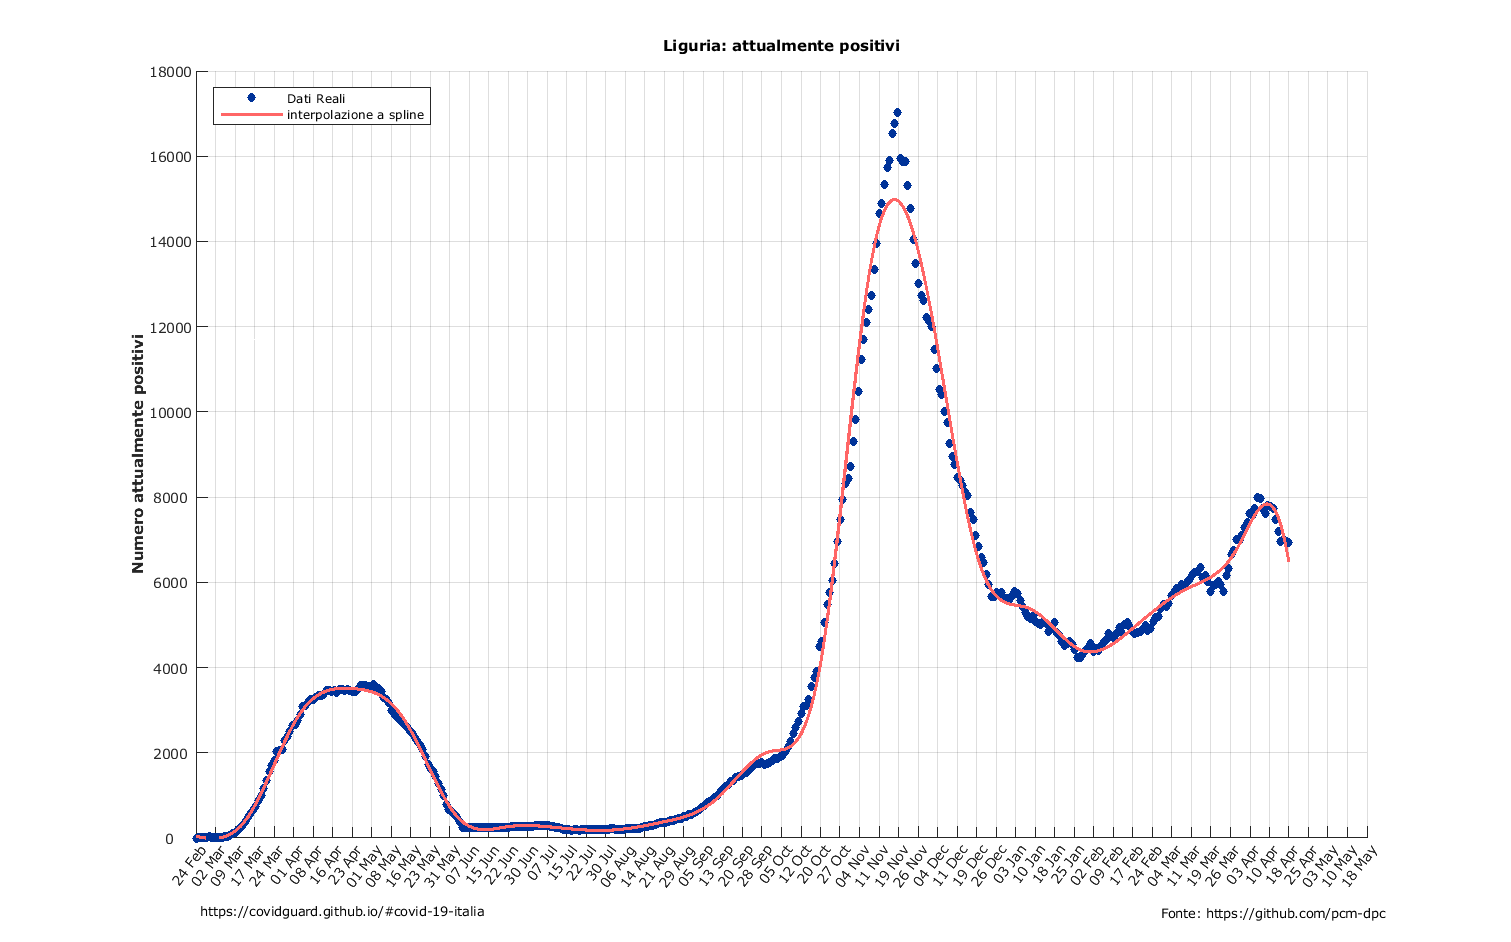 Liguria: attualmente positivi
Dati Reali
interpolazione a spline
Numero attualmente positivi
18000
16000
14000
12000
10000
8000
6000
4000
2000
0
24 Feb
02 Mar
09 Mar
17 Mar
24 Mar
01 Apr
08 Apr
16 Apr
23 Apr
01 May
08 May
16 May
23 May
31 May
07 Jun
15 Jun
22 Jun
30 Jun
07 Jul
15 Jul
22 Jul
30 Jul
06 Aug
14 Aug
21 Aug
29 Aug
05 Sep
13 Sep
20 Sep
28 Sep
05 Oct
12 Oct
20 Oct
27 Oct
04 Nov
11 Nov
19 Nov
26 Nov
04 Dec
11 Dec
19 Dec
26 Dec
03 Jan
10 Jan
18 Jan
25 Jan
02 Feb
09 Feb
17 Feb
24 Feb
04 Mar
11 Mar
19 Mar
26 Mar
03 Apr
10 Apr
18 Apr
25 Apr
03 May
10 May
18 May
https://covidguard.github.io/#covid-19-italia
Fonte: https://github.com/pcm-dpc